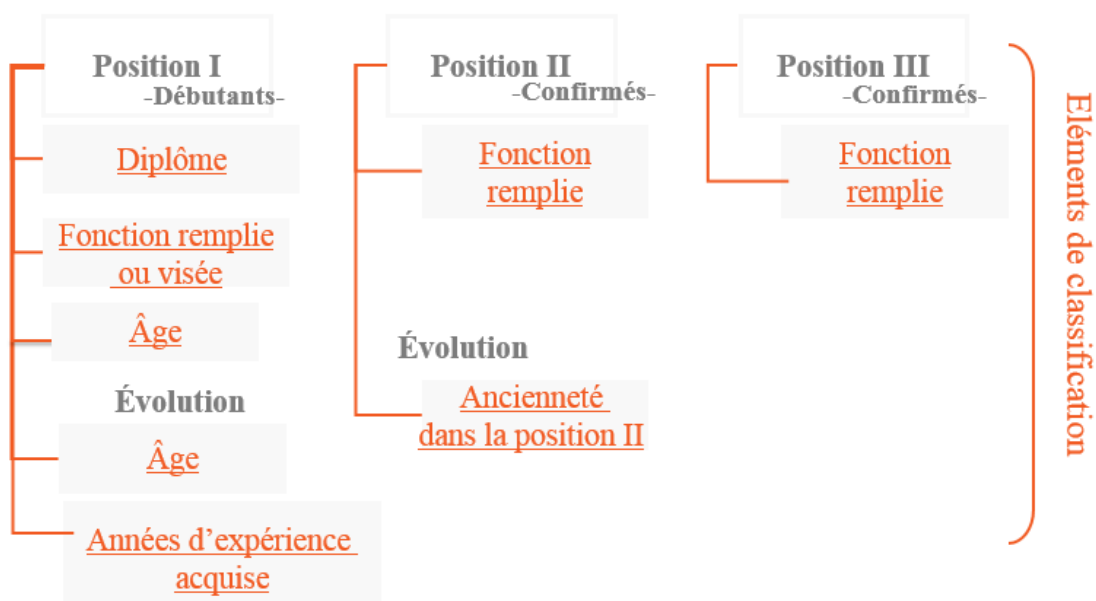 Position I
-Débutants-
Diplôme
Fonction remplie
ou visée
Âge
Évolution
Âge
Années d'expérience
acquise
Position II
-Confirmés-
Fonction
remplie
Évolution
Ancienneté
dans la position II
Position III
-Confirmés-
Fonction
remplie
Eléments de classification